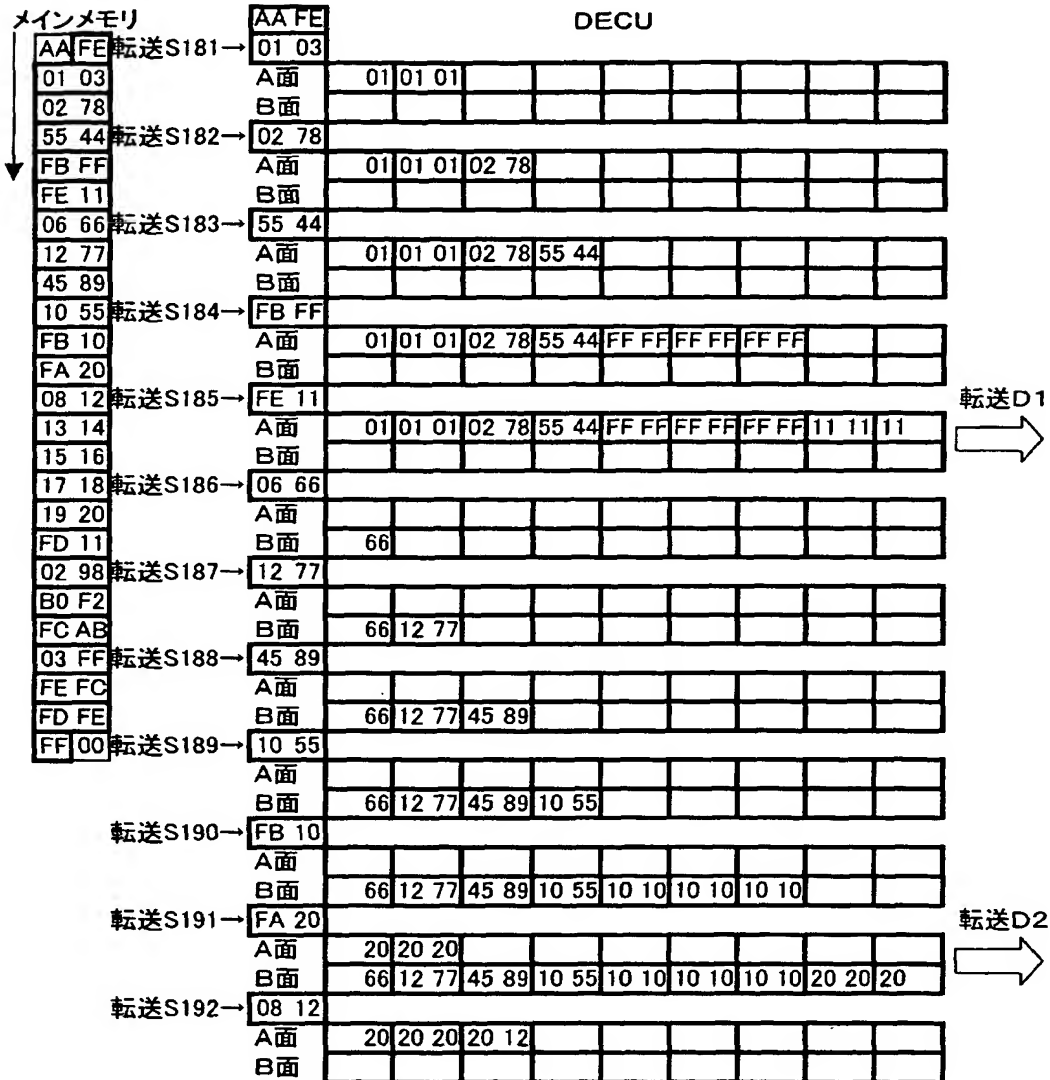 メインメモリ AA FE DECU
AA FE 転送S181→ 01 03
01 03 A面 01 01 01
02 78 B面
55 44 転送S182→ 02 78
FB FF A面 01 01 01 02 78
FE 11 B面
06 66 転送S183→ 55 44
12 77 A面 01 01 01 02 78 55 44
45 89 B面
10 55 転送S184→ FB FF
FB 10 A面 01 01 01 02 78 55 44 FF FF FF FF FF FF
FA 20 B面
08 12 転送S185→ FE 11 転送D1
13 14 A面 01 01 01 02 78 55 44 FF FF FF FF FF FF 11 11 11
15 16 B面
17 18 転送S186→ 06 66
19 20 A面
FD 11 B面 66
02 98 転送S187→ 12 77
B0 F2 A面
FC AB B面 66 12 77
03 FF 転送S188→ 45 89
FE FC A面
FD FE B面 66 12 77 45 89
FF 00 転送S189→ 10 55
A面
B面 66 12 77 45 89 10 55
転送S190→ FB 10
A面
B面 66 12 77 45 89 10 55 10 10 10 10 10 10
転送S191→ FA 20 転送D2
A面 20 20 20
B面 66 12 77 45 89 10 55 10 10 10 10 10 10 20 20 20
転送S192→ 08 12
A面 20 20 20 20 12
B面